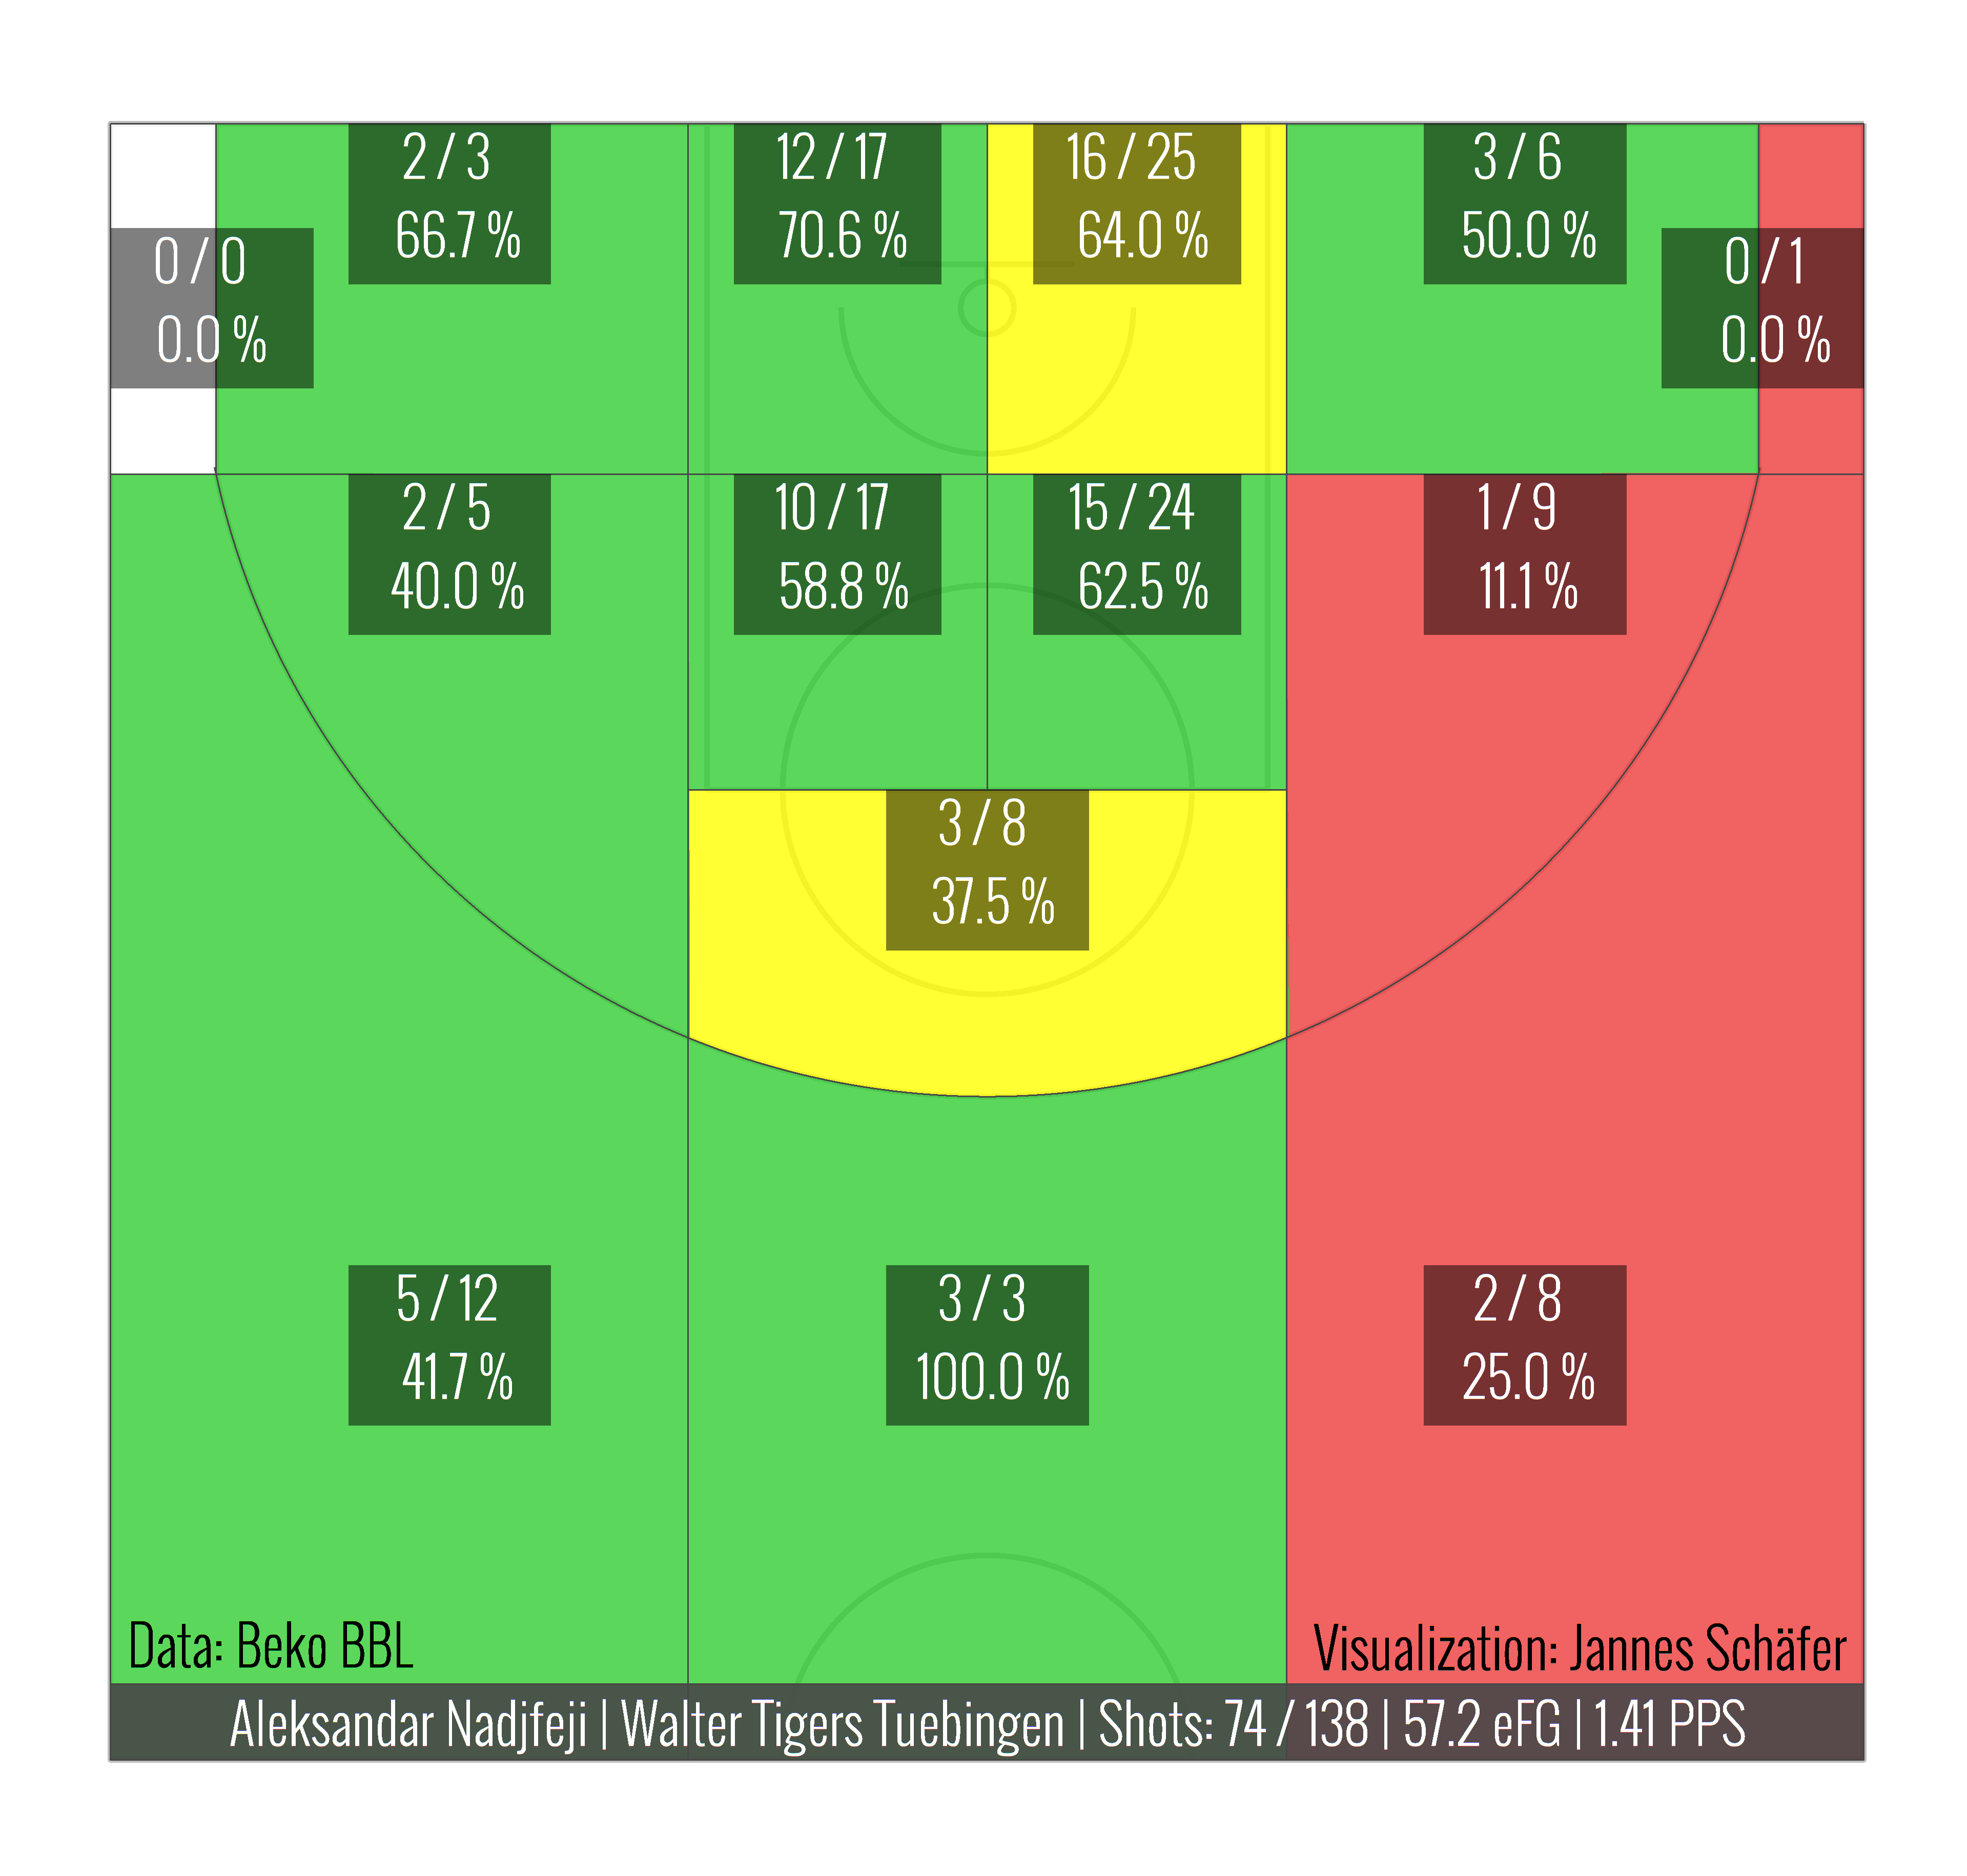 2 / 3
66.7 %
12 / 17
70.6 %
16 / 25
64.0 %
3 / 6
50.0 %
0 / 0
0.0 %
0 / 1
0.0 %
2 / 5
40.0 %
10 / 17
58.8 %
15 / 24
62.5 %
1 / 9
11.1 %
3 / 8
37.5 %
5 / 12
41.7 %
3 / 3
100.0 %
2 / 8
25.0 %
Data: Beko BBL
Visualization: Jannes Schäfer
Aleksandar Nadjfeji | Walter Tigers Tuebingen | Shots: 74 / 138 | 57.2 eFG | 1.41 PPS